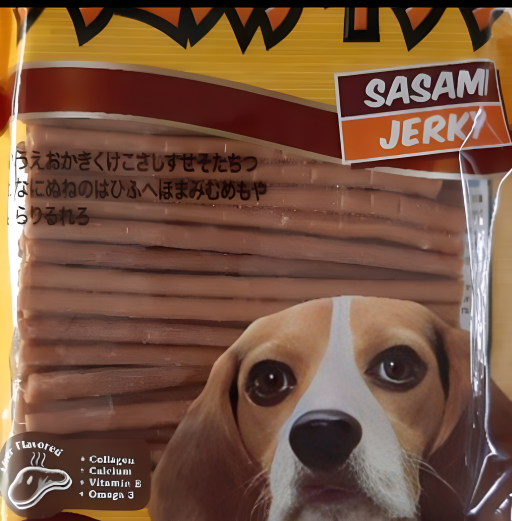 SASAMI
JERKY
うえおかきくけこさしすせそたちつ
なにぬねのはひふへほまみむめもや
らりるれろ
Flavored
• Collagen
• Calcium
• Vitamin E
• Omega 3